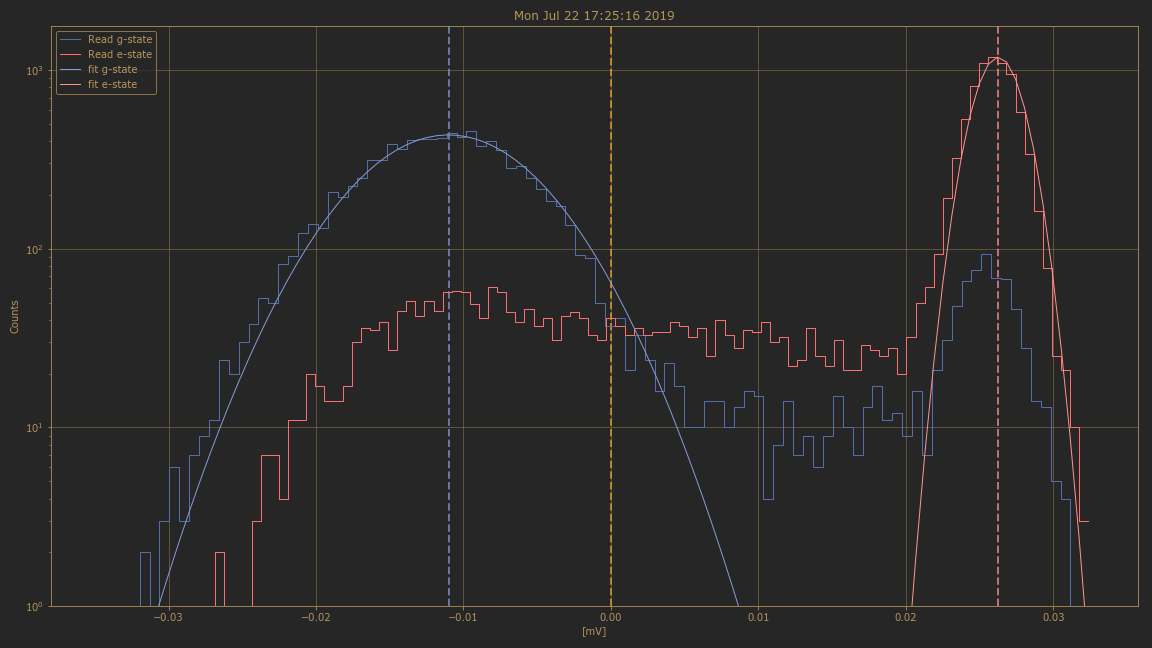 Mon Jul 22 17:25:16 2019
Read g-state
Read e-state
fit g-state
fit e-state
Counts
10³
10²
10¹
10⁰
−0.03 −0.02 −0.01 0.00 0.01 0.02 0.03
[mV]